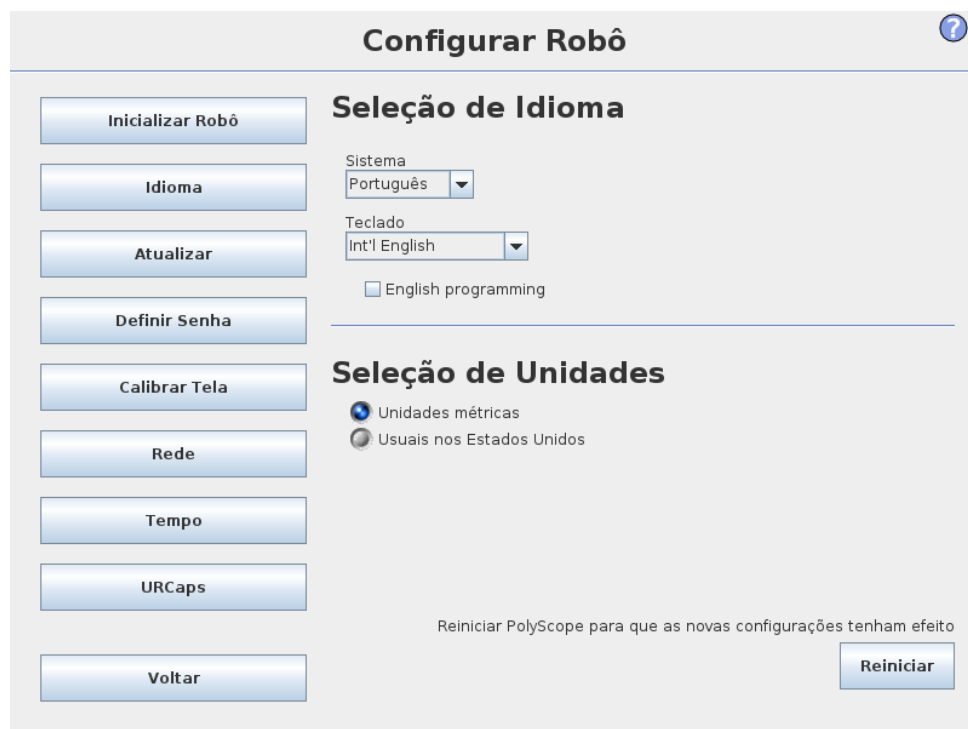 Configurar Robô
?
Inicializar Robô
Idioma
Atualizar
Definir Senha
Calibrar Tela
Rede
Tempo
URCaps
Voltar
Seleção de Idioma
Sistema
Português
Teclado
Int'l English
English programming
Seleção de Unidades
Unidades métricas
Usuais nos Estados Unidos
Reiniciar PolyScope para que as novas configurações tenham efeito
Reiniciar